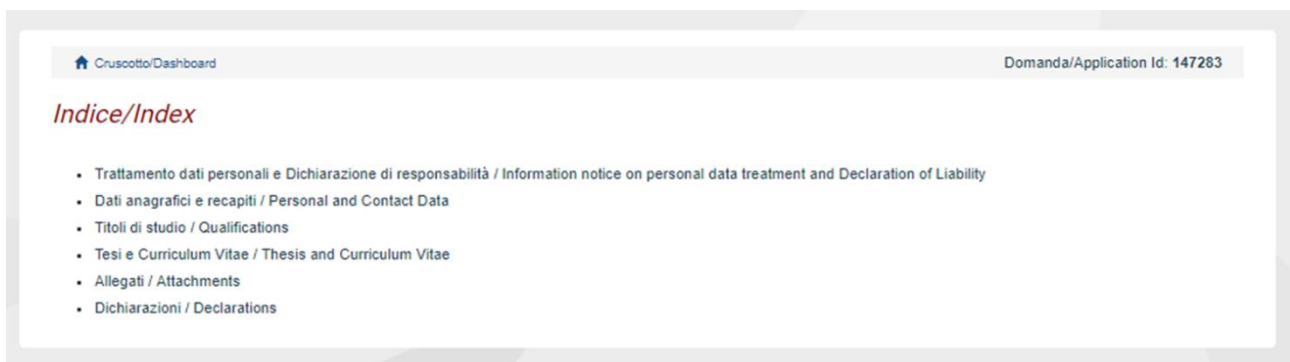 Cruscotto/Dashboard
Domanda/Application Id: 147283
Indice/Index
Trattamento dati personali e Dichiarazione di responsabilità / Information notice on personal data treatment and Declaration of Liability
Dati anagrafici e recapiti / Personal and Contact Data
Titoli di studio / Qualifications
Tesi e Curriculum Vitae / Thesis and Curriculum Vitae
Allegati / Attachments
Dichiarazioni / Declarations